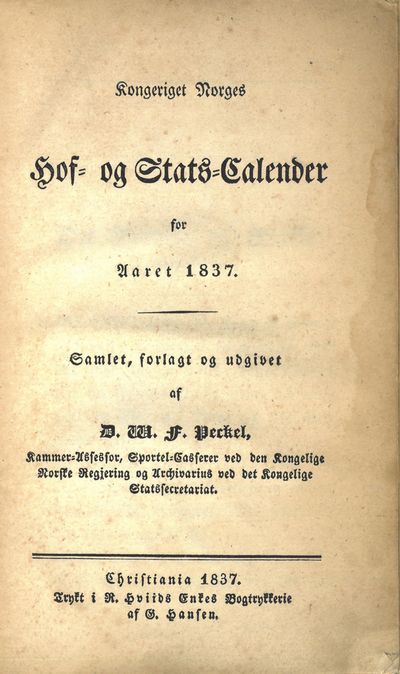 Kongeriget Norges
Hof- og Stats-Calender
for
Aaret 1837.
Samlet, forlagt og udgivet
af
D. W. F. Peckel,
Kammer-Assessor, Sportel-Casserer ved den Kongelige
Norske Regjering og Archivarius ved det Kongelige
Statssecretariat.
Christiania 1837.
Trykt i R. Hviids Enkes Bogtrykkerie
af G. Hansen.